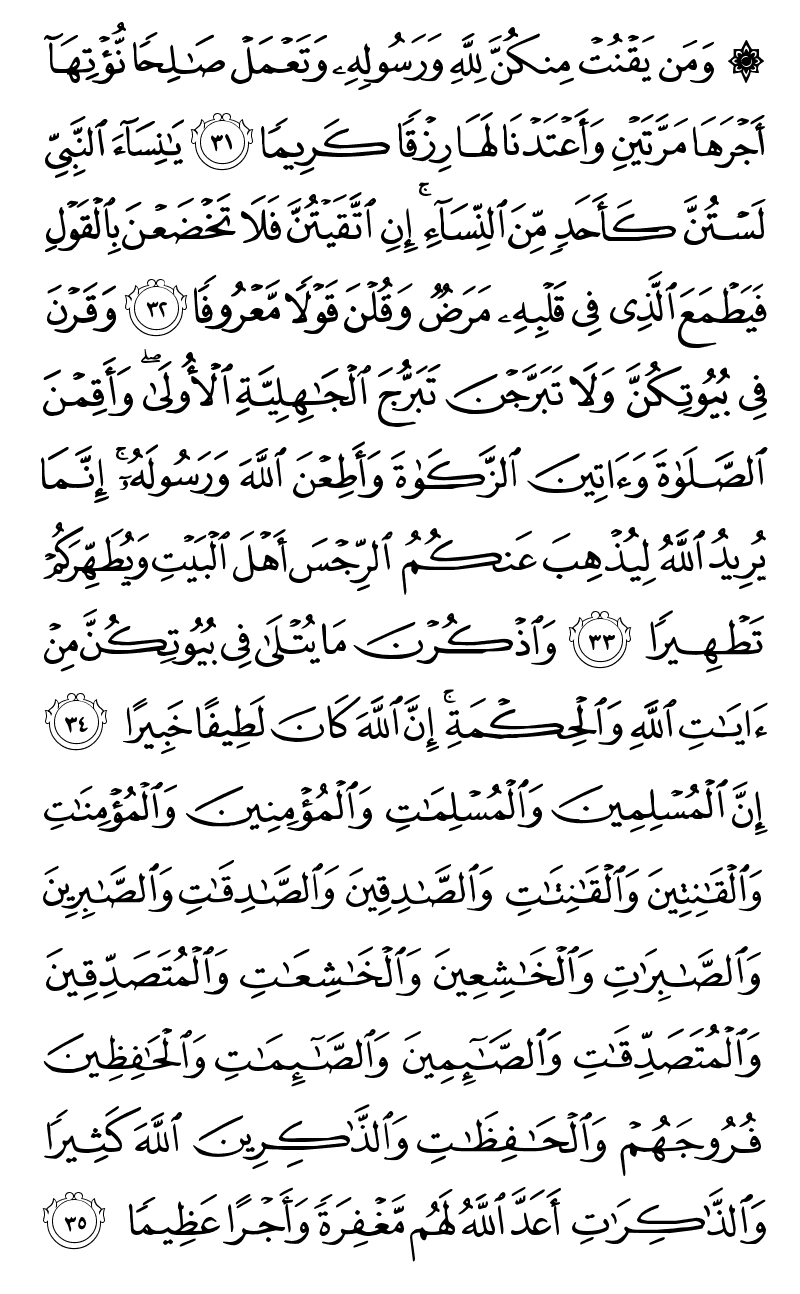 ۞ وَمَن يَقْنُتْ مِنكُنَّ لِلَّهِ وَرَسُولِهِۦ وَتَعْمَلْ صَٰلِحًا نُّؤْتِهَآ
أَجْرَهَا مَرَّتَيْنِ وَأَعْتَدْنَا لَهَا رِزْقًا كَرِيمًا ٣١ يَٰنِسَآءَ ٱلنَّبِىِّ
لَسْتُنَّ كَأَحَدٍ مِّنَ ٱلنِّسَآءِ ۚ إِنِ ٱتَّقَيْتُنَّ فَلَا تَخْضَعْنَ بِٱلْقَوْلِ
فَيَطْمَعَ ٱلَّذِى فِى قَلْبِهِۦ مَرَضٌ وَقُلْنَ قَوْلًا مَّعْرُوفًا ٣٢ وَقَرْنَ
فِى بُيُوتِكُنَّ وَلَا تَبَرَّجْنَ تَبَرُّجَ ٱلْجَٰهِلِيَّةِ ٱلْأُولَىٰ ۖ وَأَقِمْنَ
ٱلصَّلَوٰةَ وَءَاتِينَ ٱلزَّكَوٰةَ وَأَطِعْنَ ٱللَّهَ وَرَسُولَهُۥٓ ۚ إِنَّمَا
يُرِيدُ ٱللَّهُ لِيُذْهِبَ عَنكُمُ ٱلرِّجْسَ أَهْلَ ٱلْبَيْتِ وَيُطَهِّرَكُمْ
تَطْهِيرًا ٣٣ وَٱذْكُرْنَ مَا يُتْلَىٰ فِى بُيُوتِكُنَّ مِنْ
ءَايَٰتِ ٱللَّهِ وَٱلْحِكْمَةِ ۚ إِنَّ ٱللَّهَ كَانَ لَطِيفًا خَبِيرًا ٣٤
إِنَّ ٱلْمُسْلِمِينَ وَٱلْمُسْلِمَٰتِ وَٱلْمُؤْمِنِينَ وَٱلْمُؤْمِنَٰتِ
وَٱلْقَٰنِتِينَ وَٱلْقَٰنِتَٰتِ وَٱلصَّٰدِقِينَ وَٱلصَّٰدِقَٰتِ وَٱلصَّٰبِرِينَ
وَٱلصَّٰبِرَٰتِ وَٱلْخَٰشِعِينَ وَٱلْخَٰشِعَٰتِ وَٱلْمُتَصَدِّقِينَ
وَٱلْمُتَصَدِّقَٰتِ وَٱلصَّٰٓئِمِينَ وَٱلصَّٰٓئِمَٰتِ وَٱلْحَٰفِظِينَ
فُرُوجَهُمْ وَٱلْحَٰفِظَٰتِ وَٱلذَّٰكِرِينَ ٱللَّهَ كَثِيرًا
وَٱلذَّٰكِرَٰتِ أَعَدَّ ٱللَّهُ لَهُم مَّغْفِرَةً وَأَجْرًا عَظِيمًا ٣٥